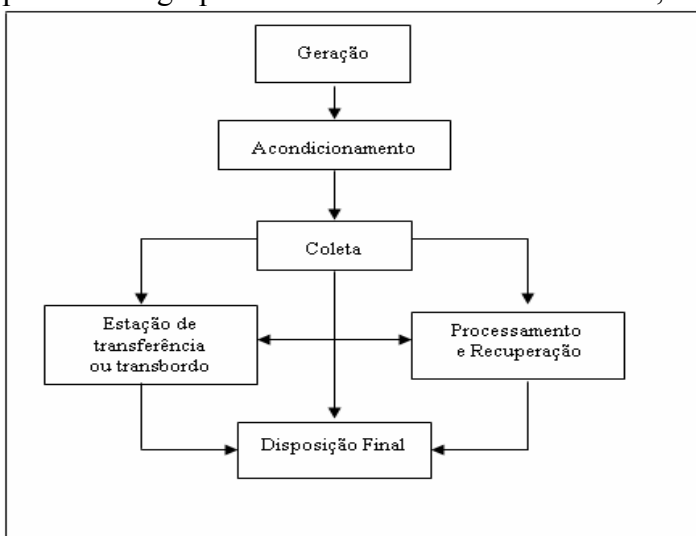 Geração
Acondicionamento
Coleta
Estação de
transferência
ou transbordo
Processamento
e Recuperação
Disposição Final